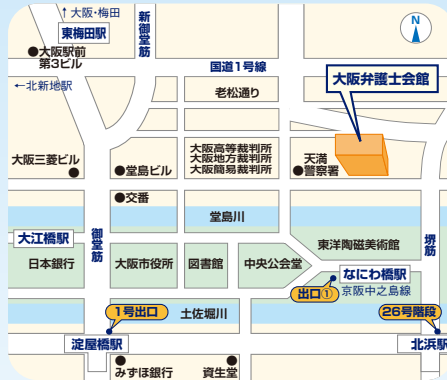 ↑大阪・梅田
東梅田駅
新御堂筋
N
●大阪駅前
第3ビル
国道1号線
←北新地駅
老松通り
大阪弁護士会館
大阪高等裁判所
大阪地方裁判所
大阪簡易裁判所
天満
●警察署
大阪三菱ビル
●堂島ビル
●交番
堂島川
大江橋駅
御堂筋
東洋陶磁美術館
堺筋
日本銀行
大阪市役所
図書館
中央公会堂
なにわ橋駅
出口①
京阪中之島線
1号出口
土佐堀川
26号階段
淀屋橋駅
北浜駅
みずほ銀行
資生堂